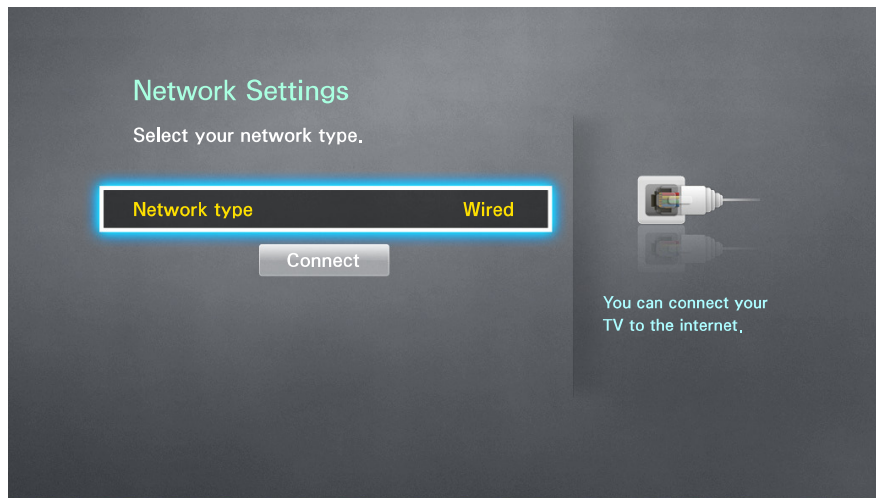 Network Settings
Select your network type.
Network type Wired
Connect
You can connect your
TV to the internet.